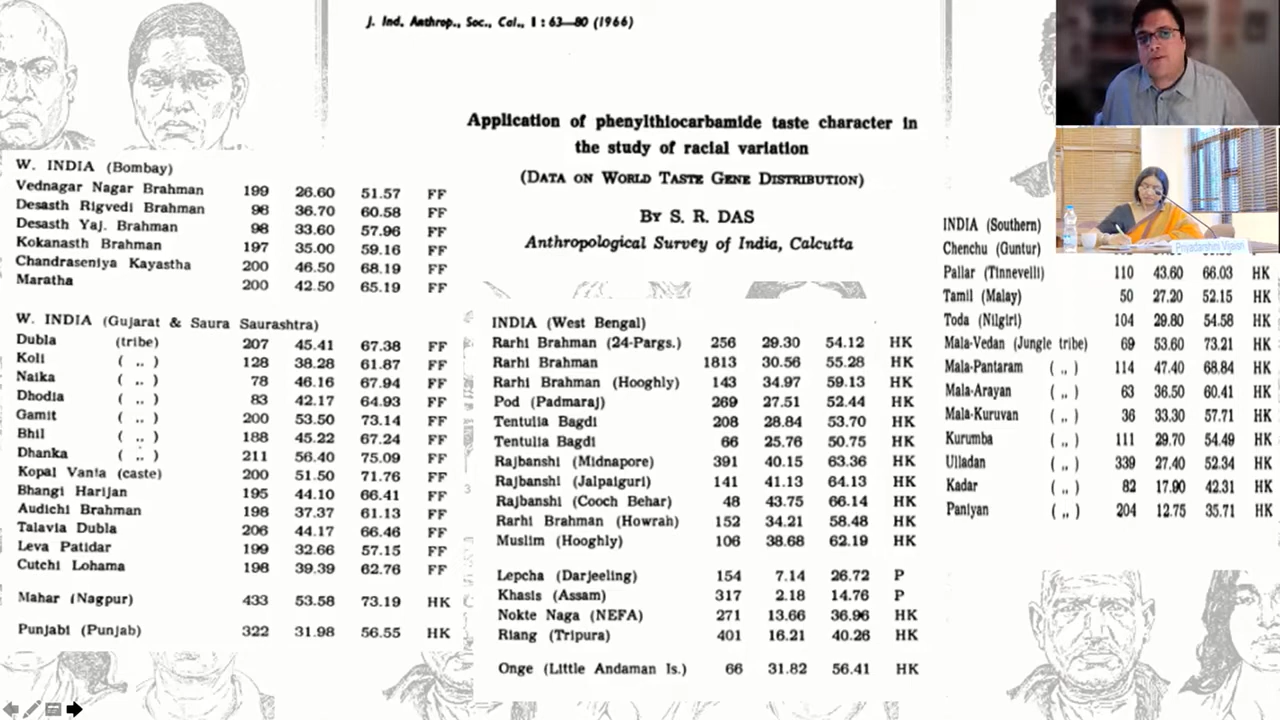 J. Ind. Anthrop., Soc., Cal., 1 : 63—80 (1966)
Application of phenylthiocarbamide taste character in
the study of racial variation
(DATA ON WORLD TASTE GENE DISTRIBUTION)
BY S. R. DAS
Anthropological Survey of India, Calcutta
W. INDIA (Bombay)
Vednagar Nagar Brahman 199 26.60 51.57 FF
Desasth Rigvedi Brahman 98 36.70 60.58 FF
Desasth Yaj. Brahman 98 33.60 57.96 FF
Kokanasth Brahman 197 35.00 59.16 FF
Chandraseniya Kayastha 200 46.50 68.19 FF
Maratha 200 42.50 65.19 FF
W. INDIA (Gujarat & Saura Saurashtra)
Dubla (tribe) 207 45.41 67.38 FF
Koli ( ,, ) 128 38.28 61.87 FF
Naika ( ,, ) 78 46.16 67.94 FF
Dhodia ( ,, ) 83 42.17 64.93 FF
Gamit ( ,, ) 200 53.50 73.14 FF
Bhil ( ,, ) 188 45.22 67.24 FF
Dhanka ( ,, ) 211 56.40 75.09 FF
Kopal Vania (caste) 200 51.50 71.76 FF
Bhangi Harijan 195 44.10 66.41 FF
Audichi Brahman 198 37.37 61.13 FF
Talavia Dubla 206 44.17 66.46 FF
Leva Patidar 199 32.66 57.15 FF
Cutchi Lohama 198 39.39 62.76 FF
Mahar (Nagpur) 433 53.58 73.19 HK
Punjabi (Punjab) 322 31.98 56.55 HK
INDIA (West Bengal)
Rarhi Brahman (24-Pargs.) 256 29.30 54.12 HK
Rarhi Brahman 1813 30.56 55.28 HK
Rarhi Brahman (Hooghly) 143 34.97 59.13 HK
Pod (Padmaraj) 269 27.51 52.44 HK
Tentulia Bagdi 208 28.84 53.70 HK
Tentulia Bagdi 66 25.76 50.75 HK
Rajbanshi (Midnapore) 391 40.15 63.36 HK
Rajbanshi (Jalpaiguri) 141 41.13 64.13 HK
Rajbanshi (Cooch Behar) 48 43.75 66.14 HK
Rarhi Brahman (Howrah) 152 34.21 58.48 HK
Muslim (Hooghly) 106 38.68 62.19 HK
Lepcha (Darjeeling) 154 7.14 26.72 P
Khasis (Assam) 317 2.18 14.76 P
Nokte Naga (NEFA) 271 13.66 36.96 HK
Riang (Tripura) 401 16.21 40.26 HK
Onge (Little Andaman Is.) 66 31.82 56.41 HK
INDIA (Southern)
Chenchu (Guntur)
Pallar (Tinnevelli) 110 43.60 66.03 HK
Tamil (Malay) 50 27.20 52.15 HK
Toda (Nilgiri) 104 29.80 54.58 HK
Mala-Vedan (Jungle tribe) 69 53.60 73.21 HK
Mala-Pantaram ( ,, ) 114 47.40 68.84 HK
Mala-Arayan ( ,, ) 63 36.50 60.41 HK
Mala-Kuruvan ( ,, ) 36 33.30 57.71 HK
Kurumba ( ,, ) 111 29.70 54.49 HK
Ulladan ( ,, ) 339 27.40 52.34 HK
Kadar ( ,, ) 82 17.90 42.31 HK
Paniyan ( ,, ) 204 12.75 35.71 HK